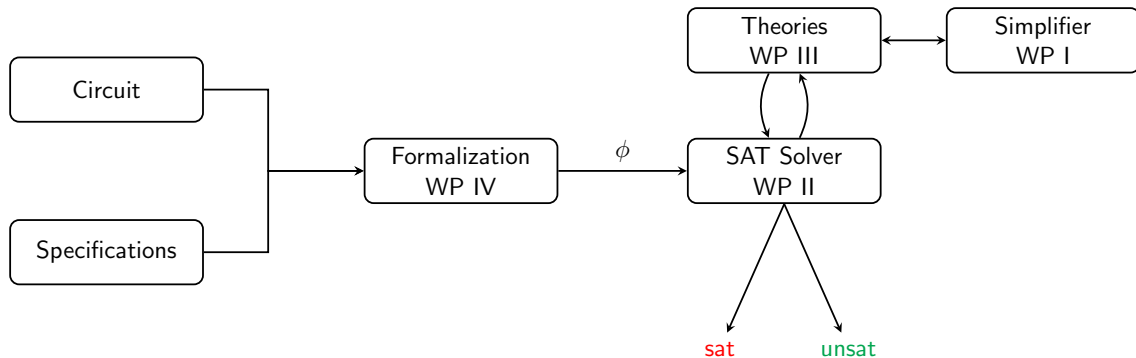 Theories
WP III
Simplifier
WP I
Circuit
Formalization
WP IV
ϕ
SAT Solver
WP II
Specifications
sat
unsat